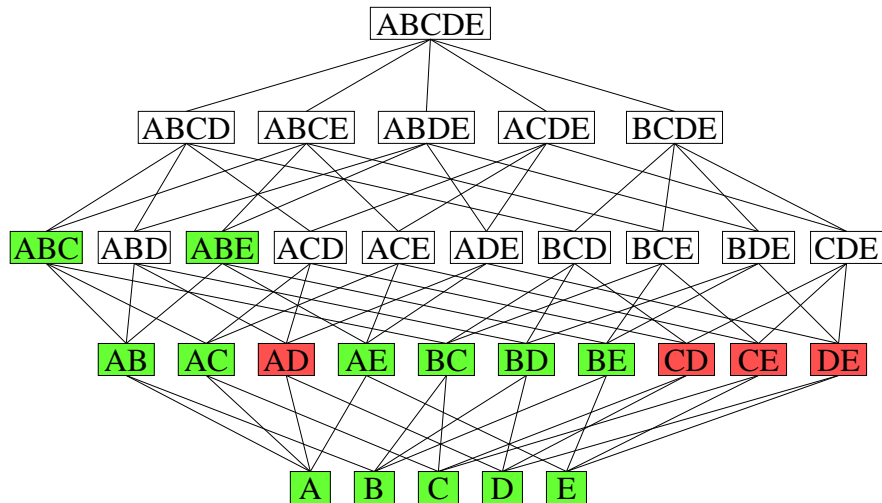 ABCDE
ABCD ABCE ABDE ACDE BCDE
ABC ABD ABE ACD ACE ADE BCD BCE BDE CDE
AB AC AD AE BC BD BE CD CE DE
A B C D E